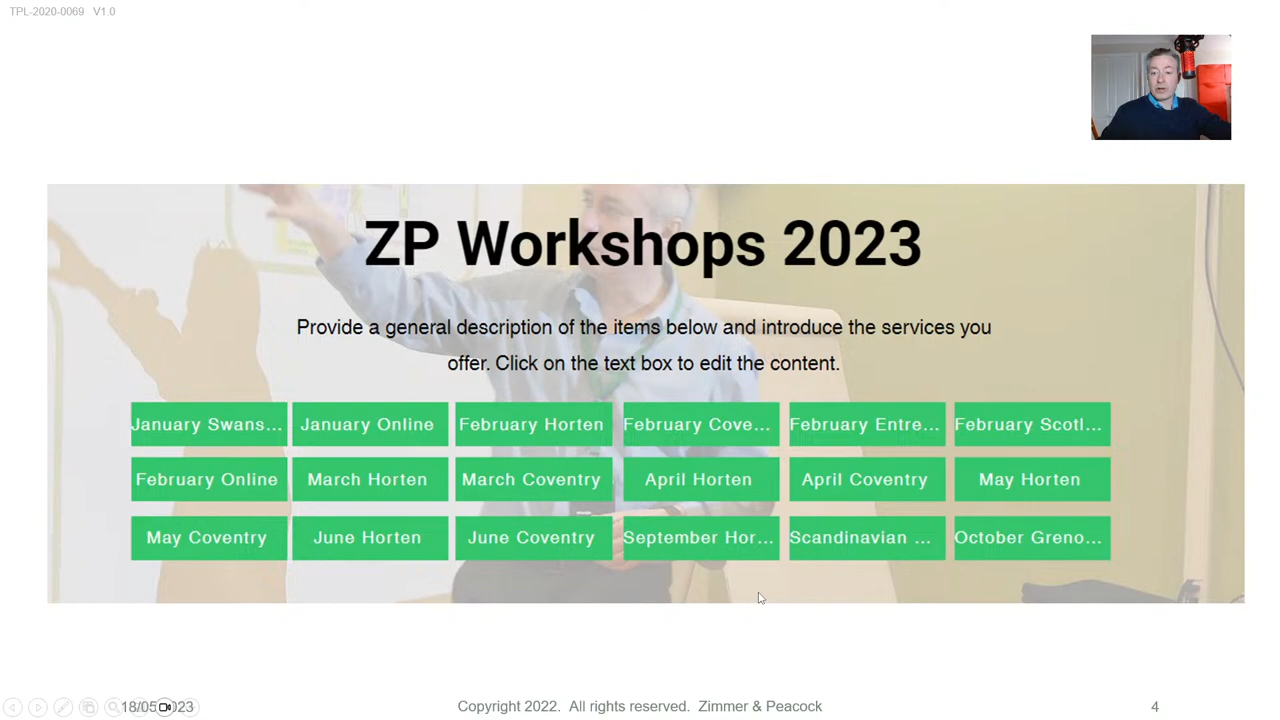 TPL-2020-0069 V1.0
ZP Workshops 2023
Provide a general description of the items below and introduce the services you
offer. Click on the text box to edit the content.
January Swans... January Online February Horten February Cove... February Entre... February Scotl...
February Online March Horten March Coventry April Horten April Coventry May Horten
May Coventry June Horten June Coventry September Hor... Scandinavian ... October Greno...
18/05/2023 Copyright 2022. All rights reserved. Zimmer & Peacock 4